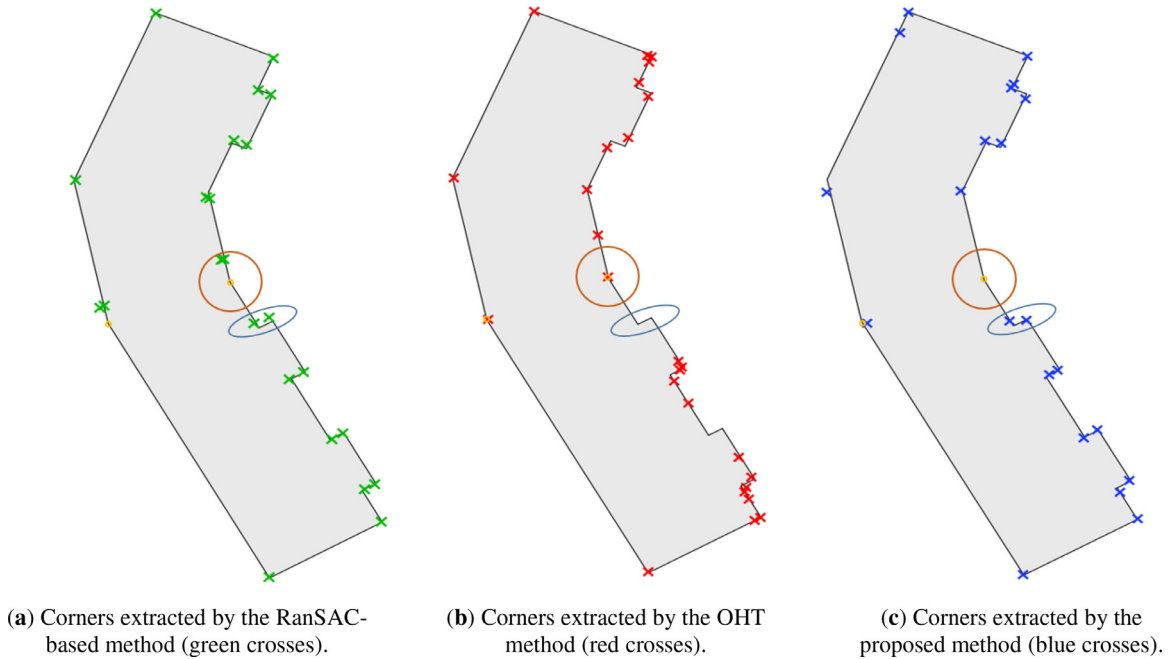 (a) Corners extracted by the RanSAC-
based method (green crosses).
(b) Corners extracted by the OHT
method (red crosses).
(c) Corners extracted by the
proposed method (blue crosses).